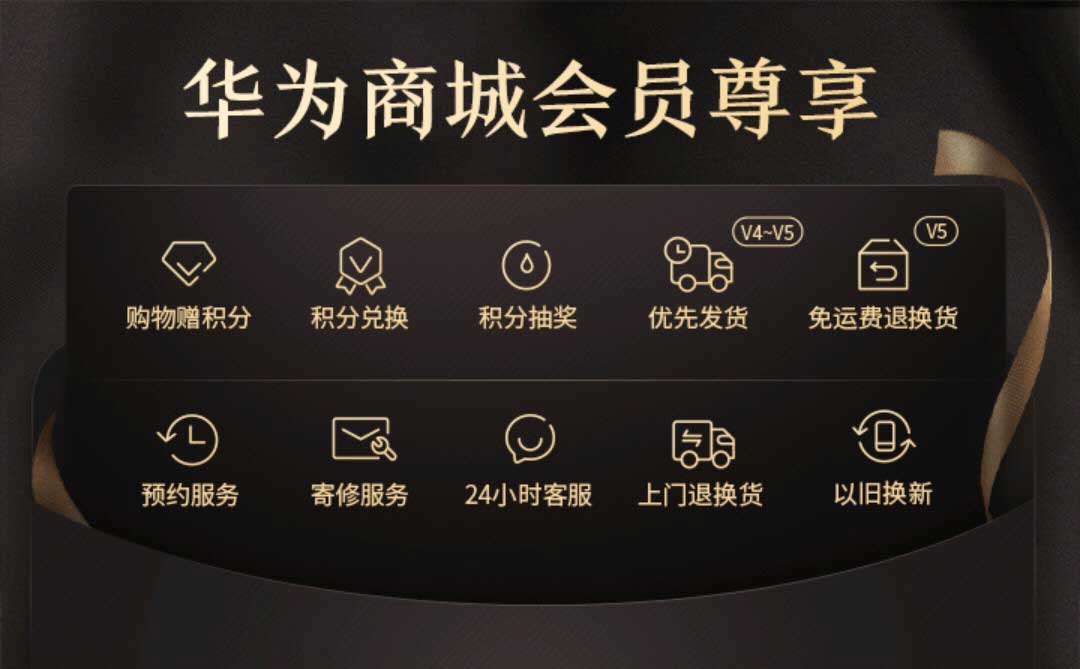 华为商城会员尊享
V4~V5
V5
购物赠积分
积分兑换
积分抽奖
优先发货
免运费退换货
预约服务
寄修服务
24小时客服
上门退换货
以旧换新